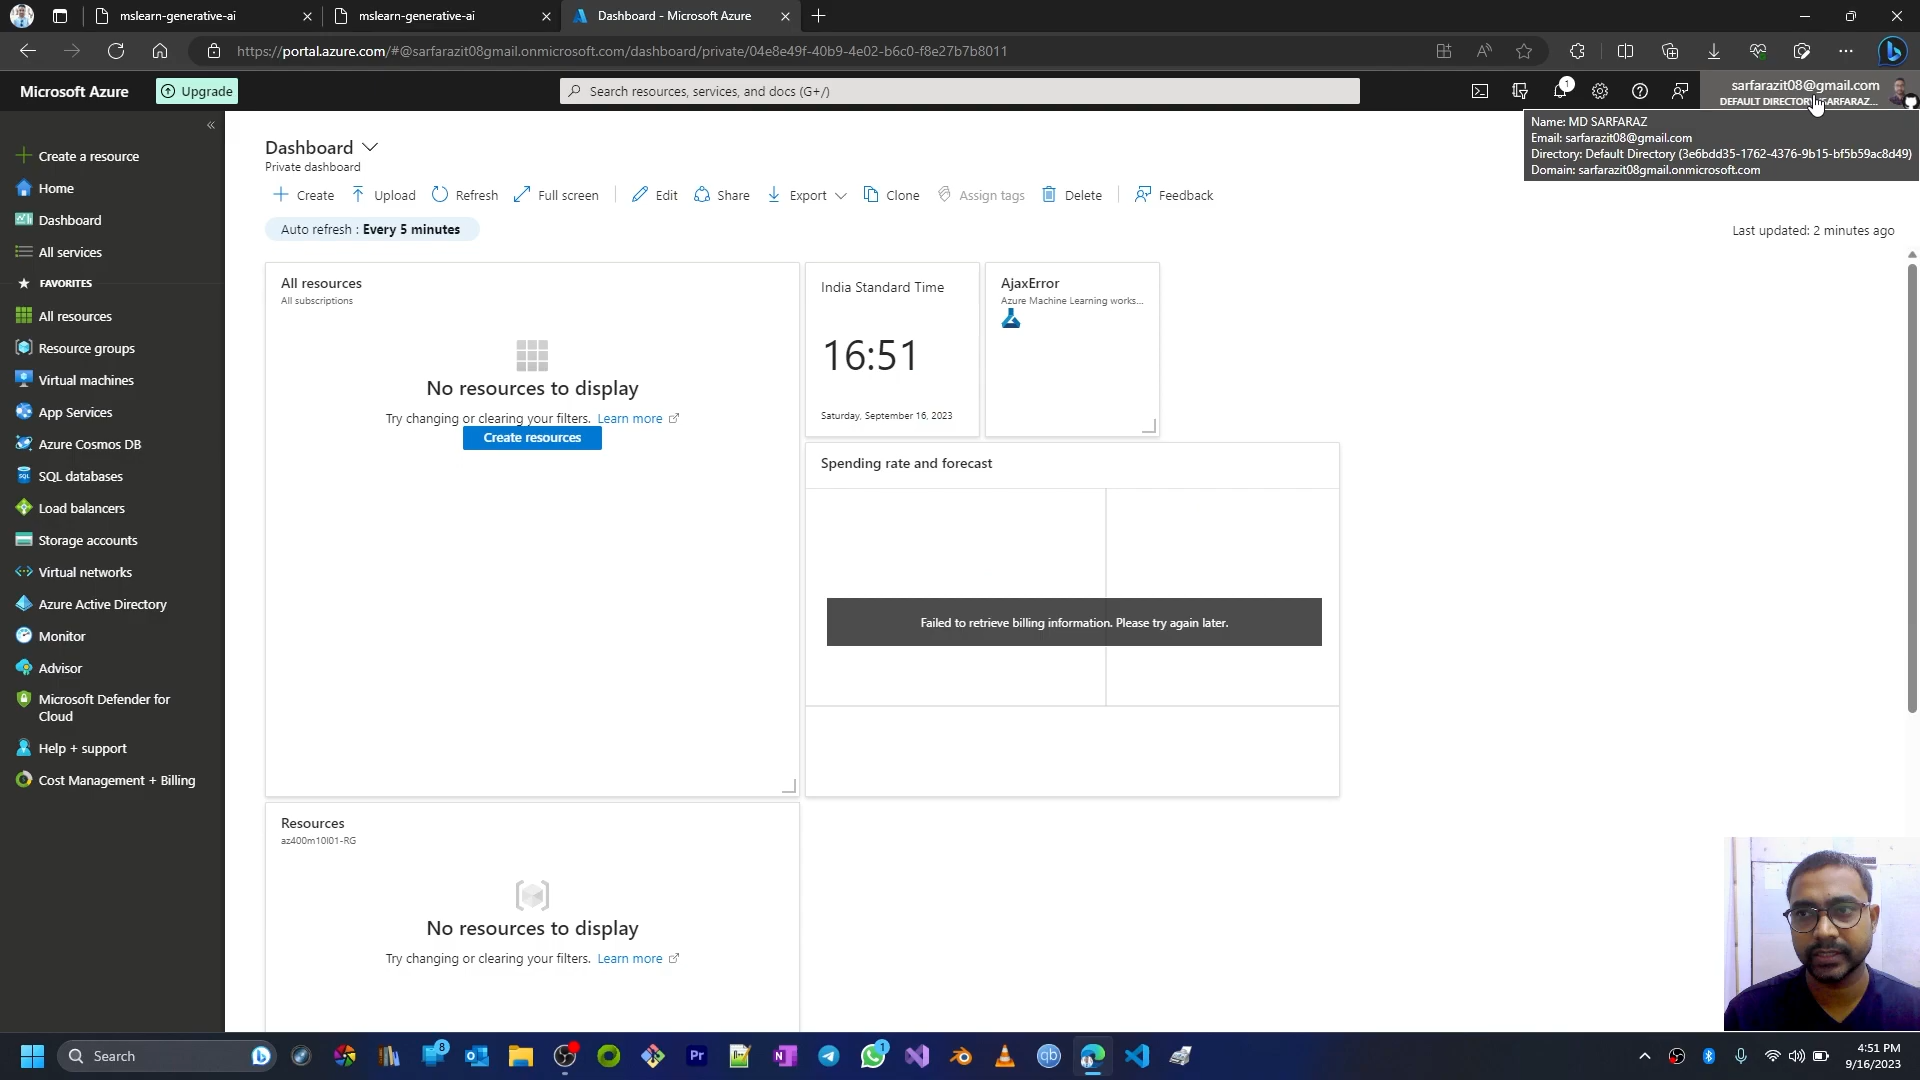 mslearn-generative-ai
mslearn-generative-ai
Dashboard - Microsoft Azure
https://portal.azure.com/#@sarfarazit08gmail.onmicrosoft.com/dashboard/private/04e8e49f-40b9-4e02-b6c0-f8e27b7b8011
Microsoft Azure
Upgrade
Search resources, services, and docs (G+/)
1
sarfarazit08@gmail.com
DEFAULT DIRECTORY
Name: MD SARFARAZ
Email: sarfarazit08@gmail.com
Directory: Default Directory (3e6bdd35-1762-4376-9b15-bf5b59ac8d49)
Domain: sarfarazit08gmail.onmicrosoft.com
Create a resource
Home
Dashboard
All services
FAVORITES
All resources
Resource groups
Virtual machines
App Services
Azure Cosmos DB
SQL databases
Load balancers
Storage accounts
Virtual networks
Azure Active Directory
Monitor
Advisor
Microsoft Defender for
Cloud
Help + support
Cost Management + Billing
Dashboard
Private dashboard
Create
Upload
Refresh
Full screen
Edit
Share
Export
Clone
Assign tags
Delete
Feedback
Auto refresh : Every 5 minutes
Last updated: 2 minutes ago
All resources
All subscriptions
No resources to display
Try changing or clearing your filters. Learn more
Create resources
India Standard Time
16:51
Saturday, September 16, 2023
AjaxError
Azure Machine Learning works...
Spending rate and forecast
Failed to retrieve billing information. Please try again later.
Resources
az400m10l01-RG
No resources to display
Try changing or clearing your filters. Learn more
Search
8
Pr
N
1
qb
4:51 PM
9/16/2023